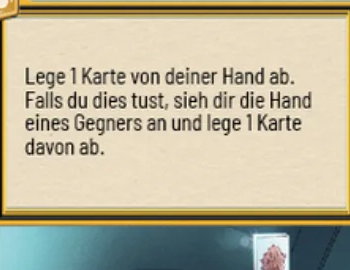 Lege 1 Karte von deiner Hand ab.
Falls du dies tust, sieh dir die Hand
eines Gegners an und lege 1 Karte
davon ab.